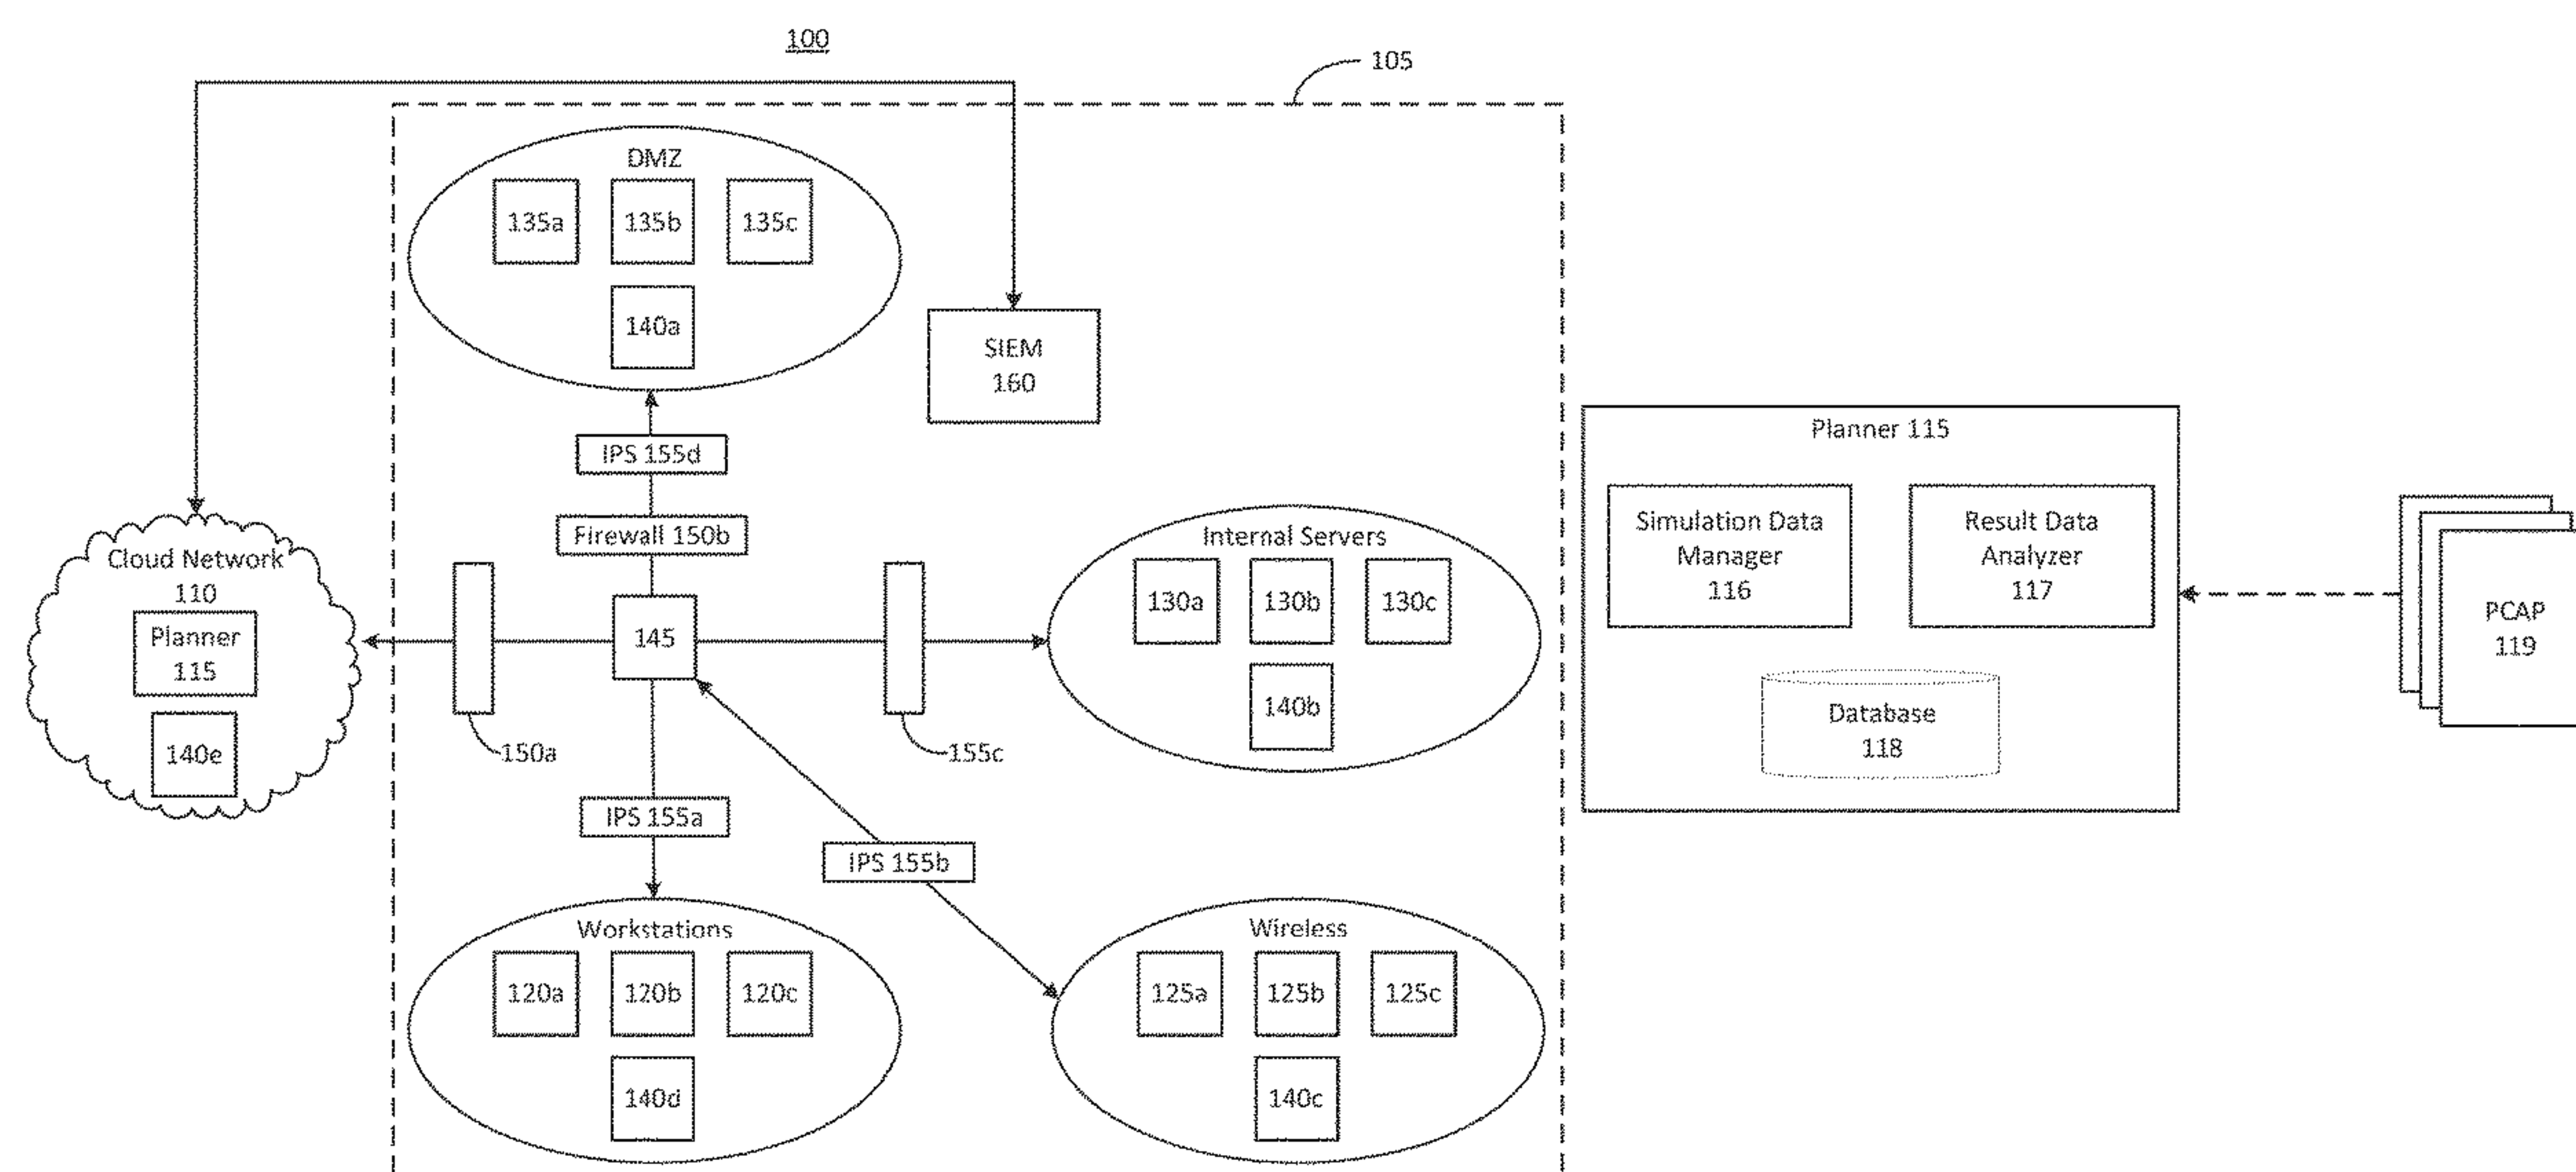 100
105
DMZ
135a
135b
135c
140a
SIEM
160
IPS 155d
Firewall 150b
Cloud Network
110
Planner
115
140e
150a
145
155c
Internal Servers
130a
130b
130c
140b
IPS 155a
IPS 155b
Workstations
120a
120b
120c
140d
Wireless
125a
125b
125c
140c
Planner 115
Simulation Data
Manager
116
Result Data
Analyzer
117
Database
118
PCAP
119